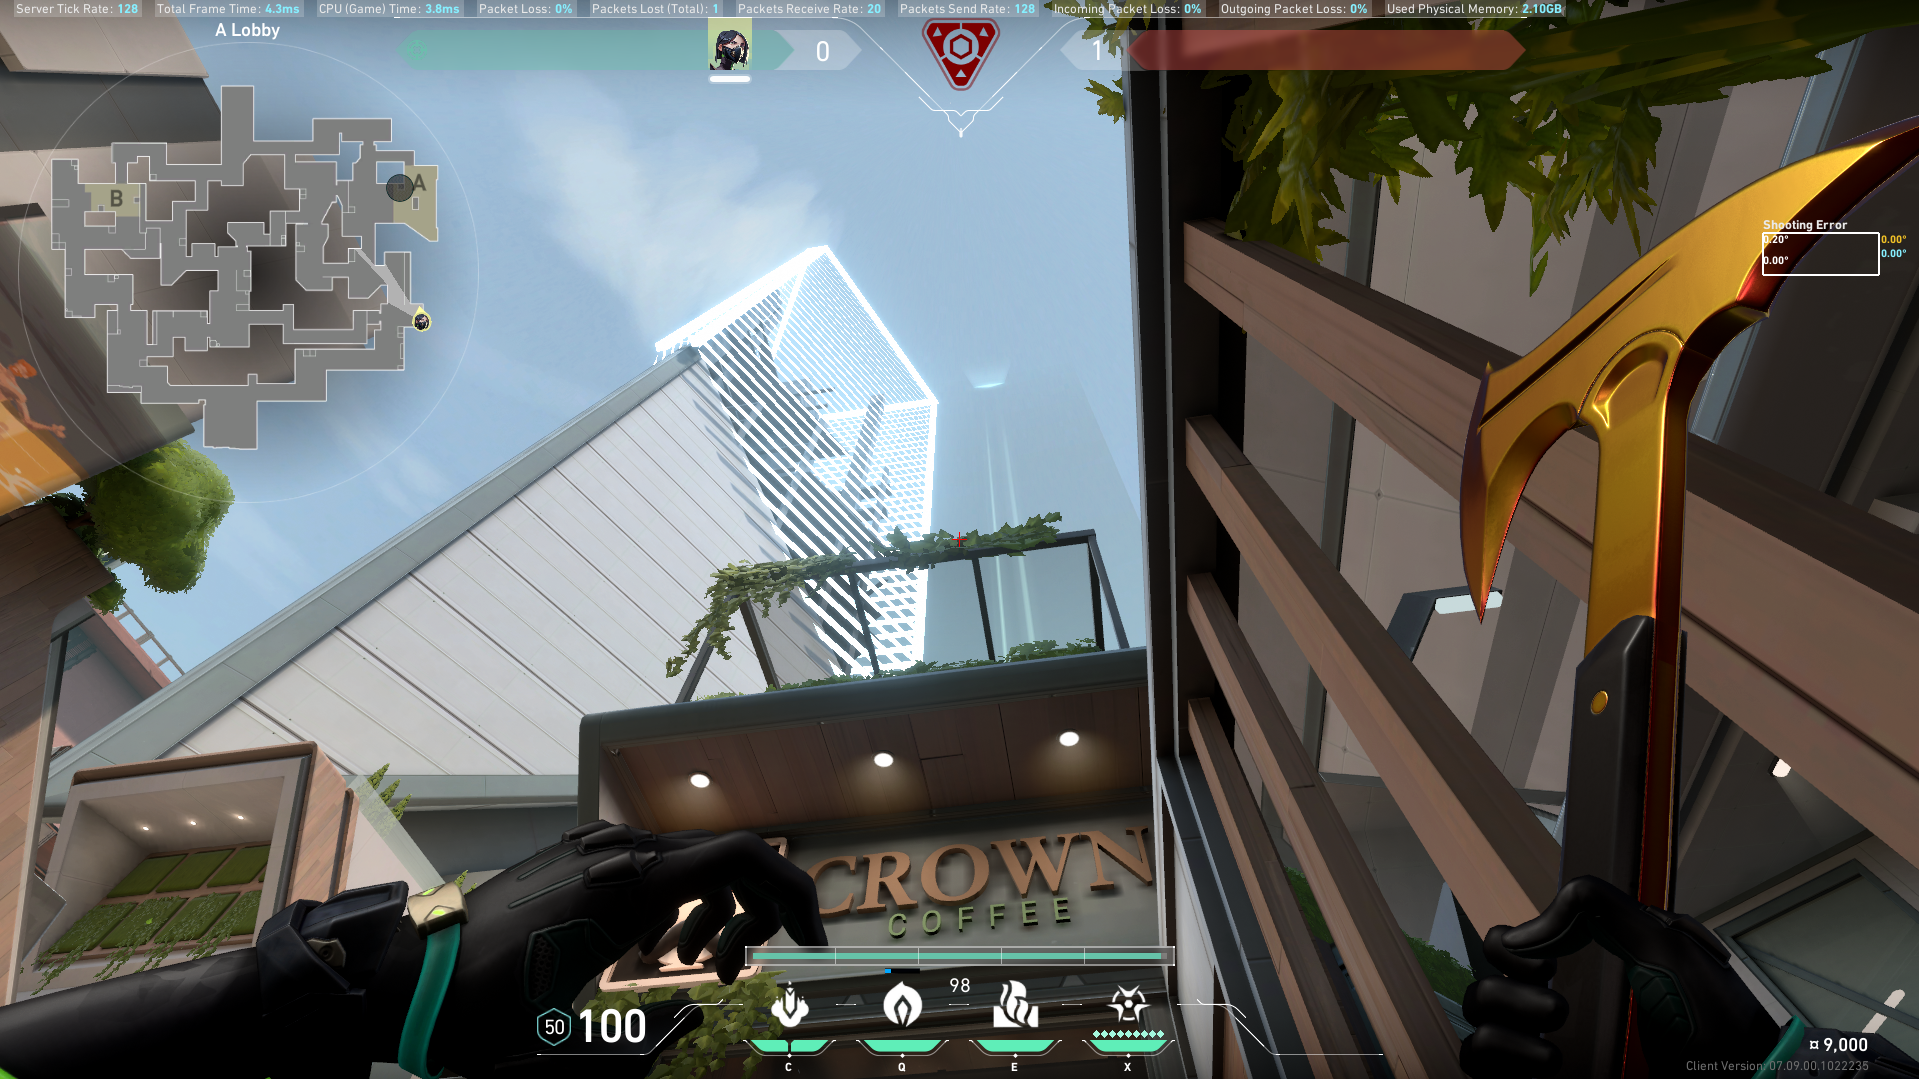 Server Tick Rate: 128 Total Frame Time: 4.3ms CPU (Game) Time: 3.8ms Packet Loss: 0% Packets Lost (Total): 1 Packets Receive Rate: 20 Packets Send Rate: 128 Incoming Packet Loss: 0% Outgoing Packet Loss: 0% Used Physical Memory: 2.10GB
A Lobby
0
1
A
B
Shooting Error
0.20° 0.00°
0.00° 0.00°
CROWN
COFFEE
98
50 100
C Q E X
¤ 9,000
Client Version: 07.09.00.1022235